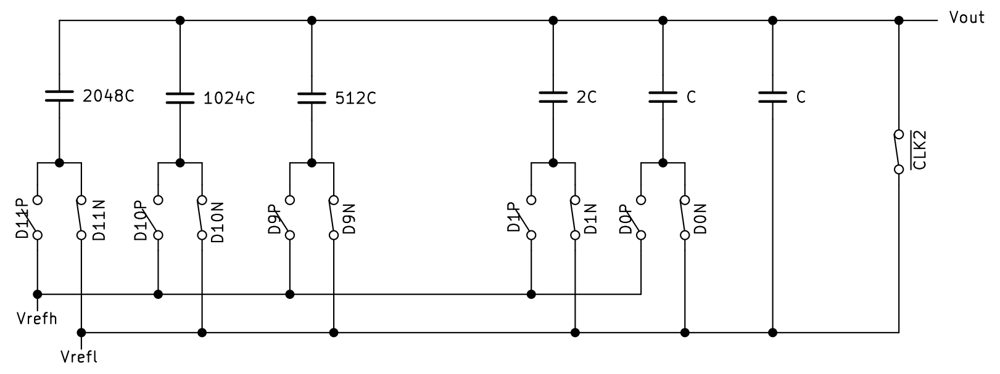 Vout
2048C
1024C
512C
2C
C
C
CLK2
D11P
D11N
D10P
D10N
D9P
D9N
D1P
D1N
D0P
D0N
Vrefh
Vrefl